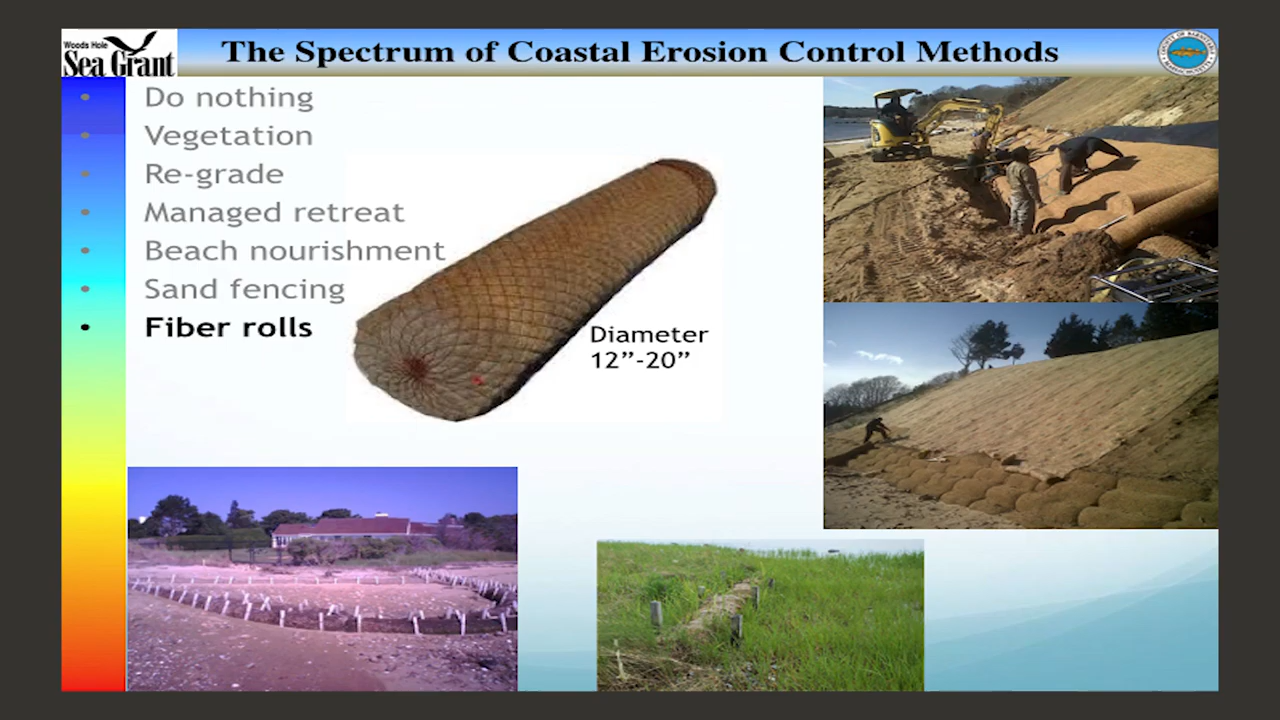 Woods Hole
Sea Grant
The Spectrum of Coastal Erosion Control Methods
• Do nothing
• Vegetation
• Re-grade
• Managed retreat
• Beach nourishment
• Sand fencing
• Fiber rolls
Diameter
12”-20”